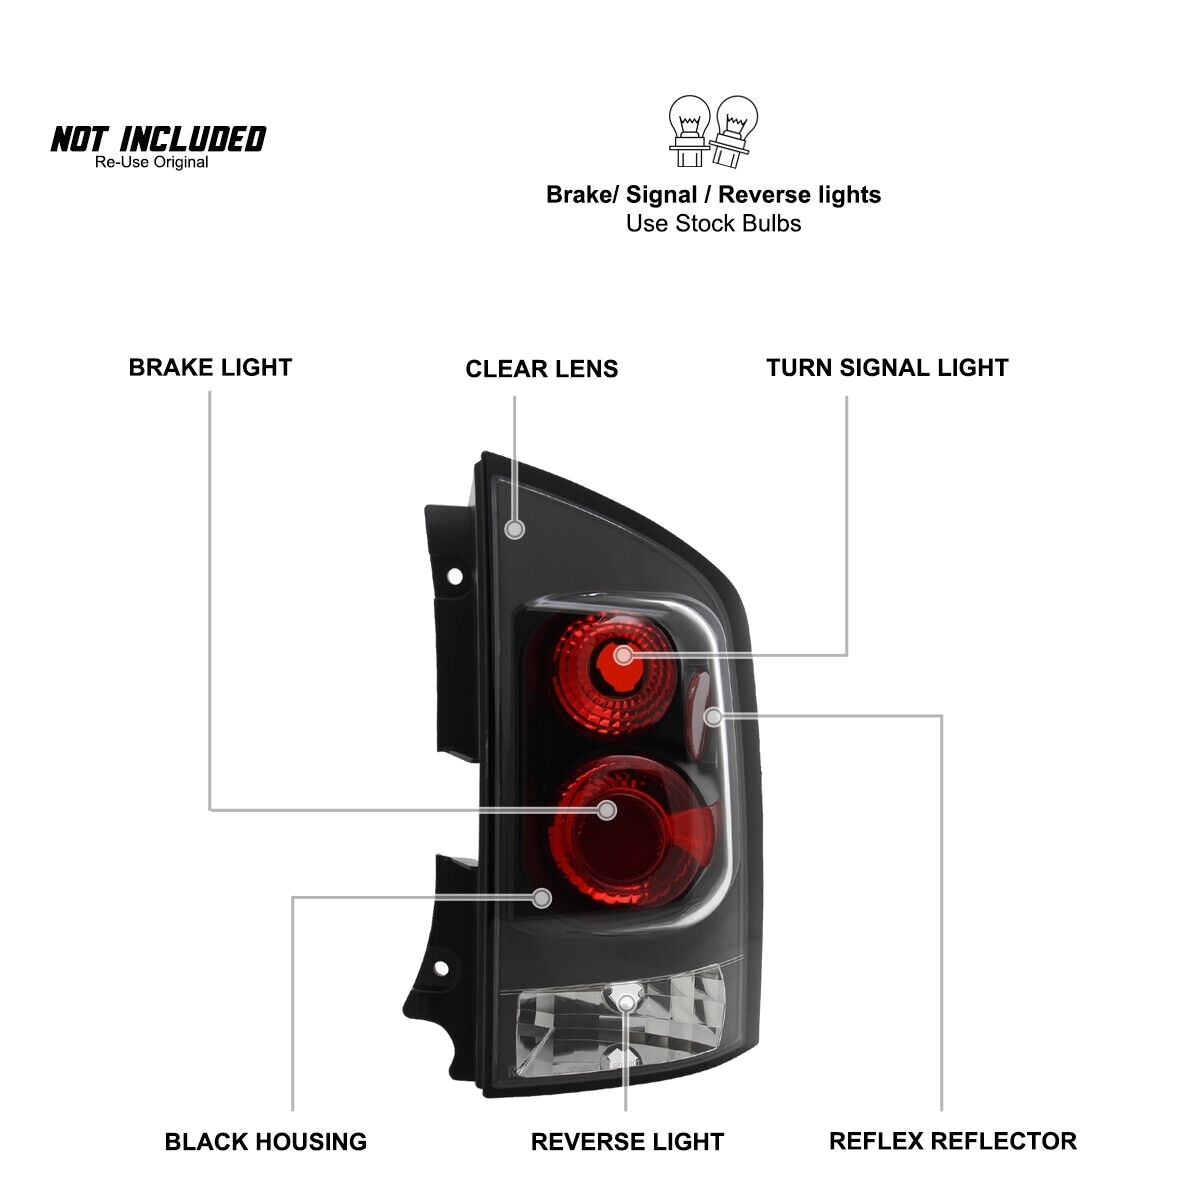 NOT INCLUDED
Re-Use Original
Brake/ Signal / Reverse lights
Use Stock Bulbs
BRAKE LIGHT
CLEAR LENS
TURN SIGNAL LIGHT
BLACK HOUSING
REVERSE LIGHT
REFLEX REFLECTOR